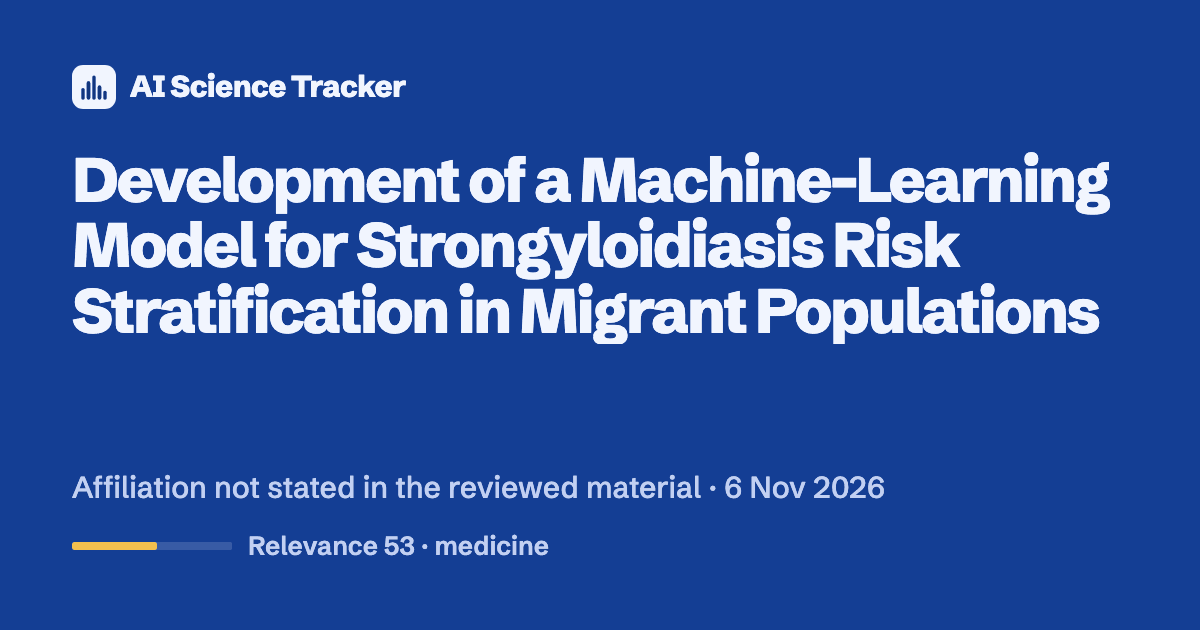 AI Science Tracker
Development of a Machine-Learning
Model for Strongyloidiasis Risk
Stratification in Migrant Populations
Affiliation not stated in the reviewed material · 6 Nov 2026
Relevance 53 · medicine